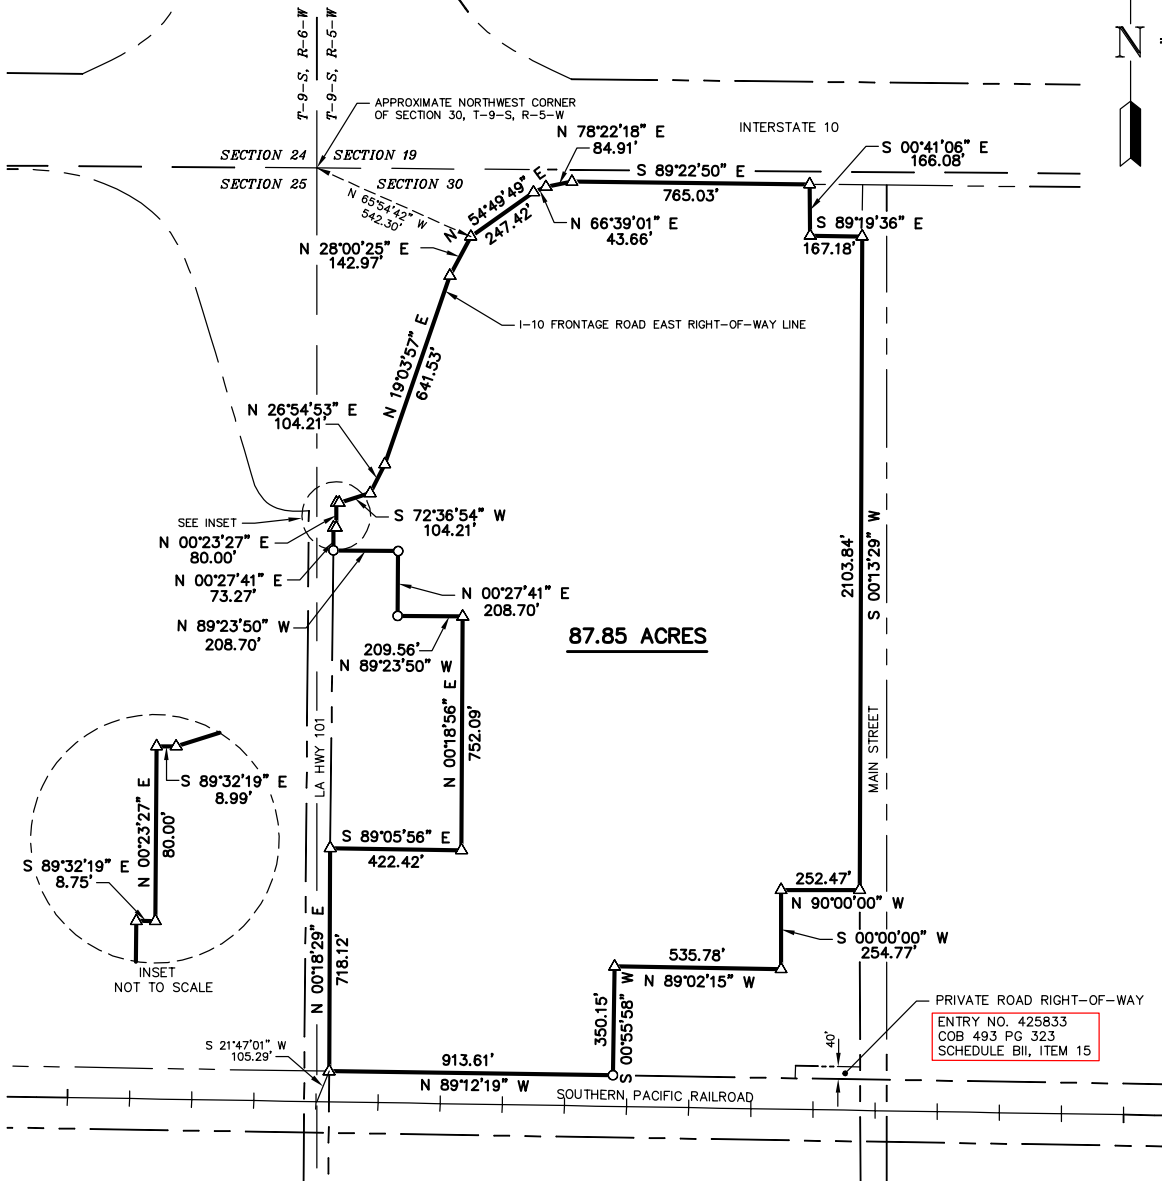 T-9-S, R-6-W
T-9-S, R-5-W
N
APPROXIMATE NORTHWEST CORNER
OF SECTION 30, T-9-S, R-5-W
INTERSTATE 10
N 78°22'18" E
84.91'
S 00°41'06" E
166.08'
SECTION 24
SECTION 19
SECTION 25
SECTION 30
S 89°22'50" E
765.03'
N 65°54'42" W
542.30'
N 54°49'49" E
247.42'
N 66°39'01" E
43.66'
S 89°19'36" E
167.18'
N 28°00'25" E
142.97'
I-10 FRONTAGE ROAD EAST RIGHT-OF-WAY LINE
N 19°03'57" E
641.53'
N 26°54'53" E
104.21'
S 72°36'54" W
104.21'
SEE INSET
N 00°23'27" E
80.00'
N 00°27'41" E
73.27'
N 00°27'41" E
208.70'
N 89°23'50" W
208.70'
209.56'
N 89°23'50" W
87.85 ACRES
2103.84'
S 00°13'29" W
N 00°18'56" E
752.09'
LA HWY 101
MAIN STREET
S 89°32'19" E
8.99'
N 00°23'27" E
80.00'
S 89°32'19" E
8.75'
INSET
NOT TO SCALE
S 89°05'56" E
422.42'
252.47'
N 90°00'00" W
S 00°00'00" W
254.77'
N 00°18'29" E
718.12'
535.78'
N 89°02'15" W
350.15'
S 00°55'58" W
PRIVATE ROAD RIGHT-OF-WAY
ENTRY NO. 425833
COB 493 PG 323
SCHEDULE BII, ITEM 15
40'
S 21°47'01" W
105.29'
913.61'
N 89°12'19" W
SOUTHERN PACIFIC RAILROAD